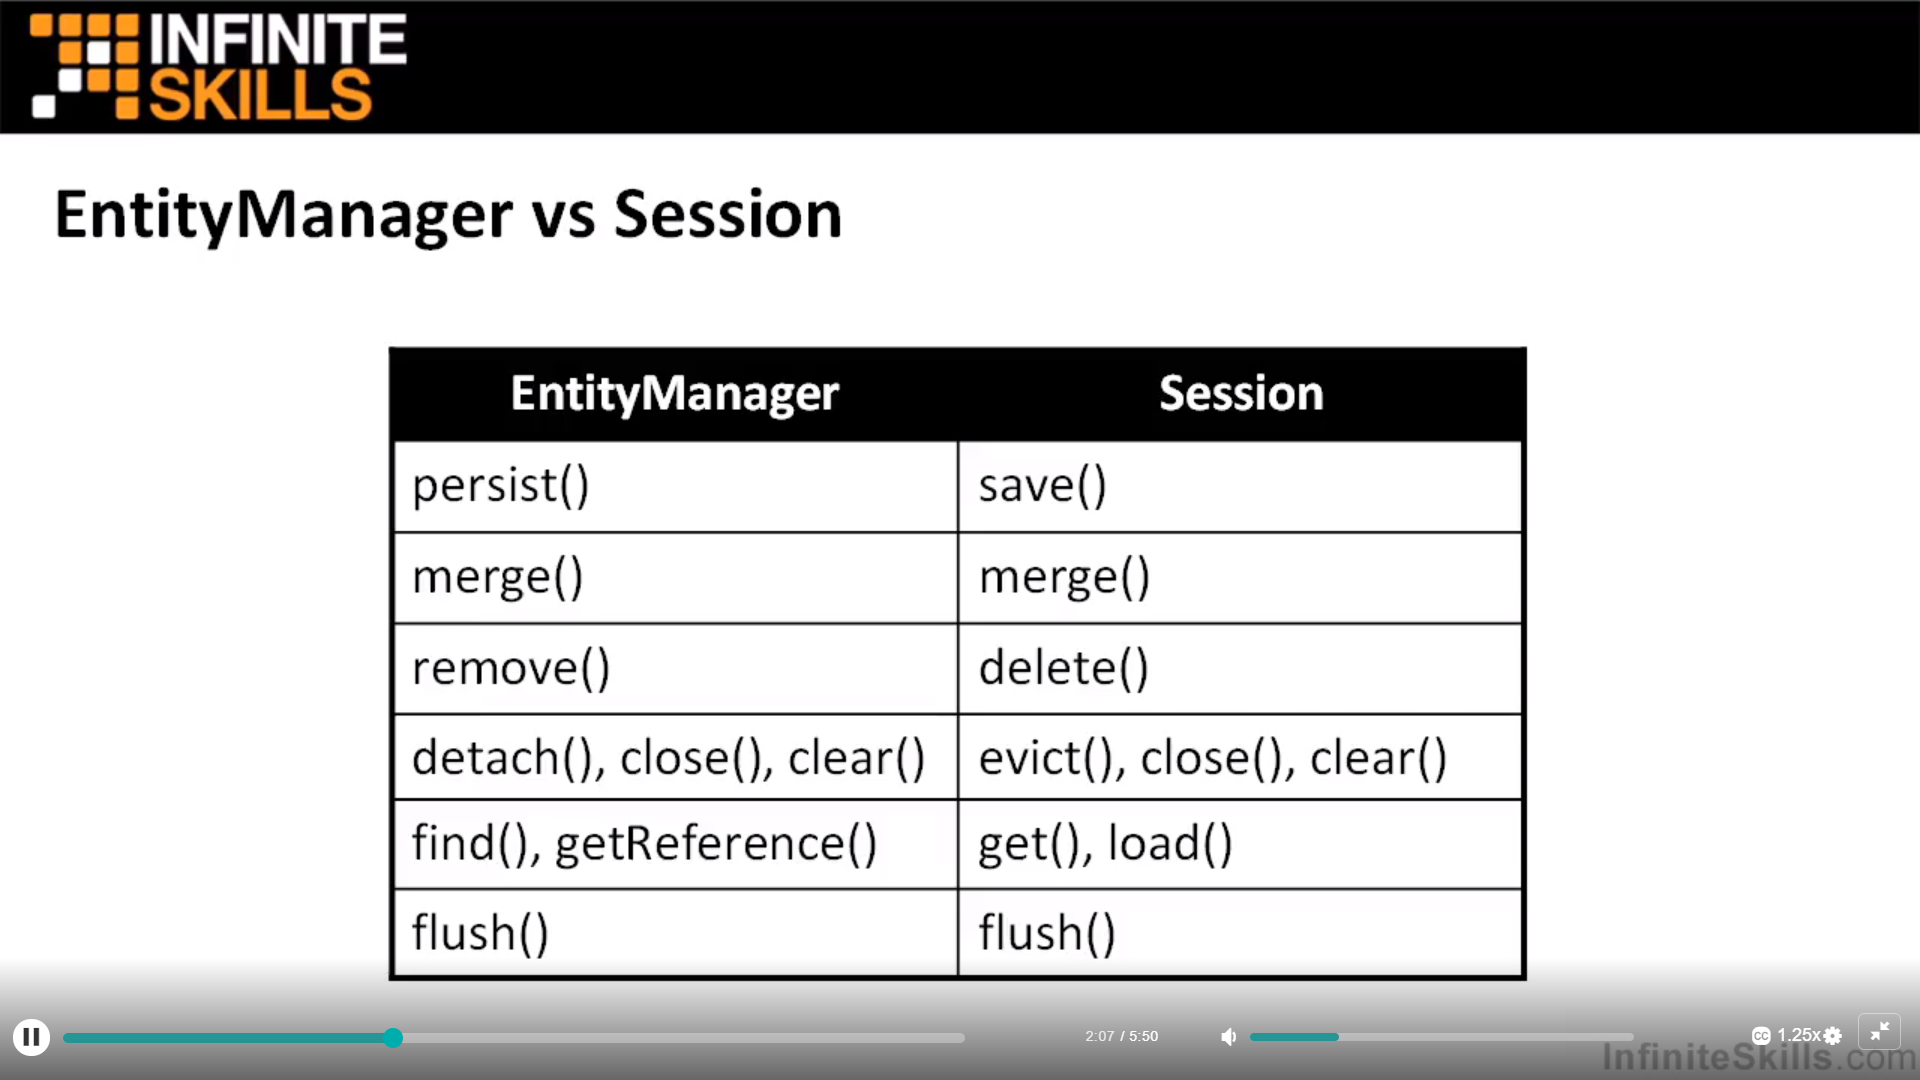 INFINITE
SKILLS
EntityManager vs Session
EntityManager Session
persist() save()
merge() merge()
remove() delete()
detach(), close(), clear() evict(), close(), clear()
find(), getReference() get(), load()
flush() flush()
2:07 / 5:50 CC 1.25x
InfiniteSkills.com